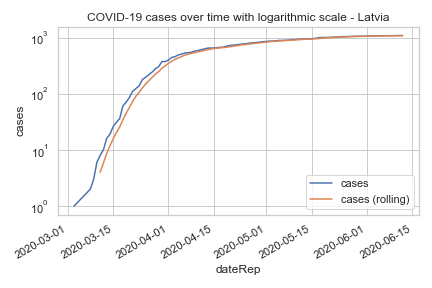 COVID-19 cases over time with logarithmic scale - Latvia
10³
10²
10¹
10⁰
cases
cases
cases (rolling)
2020-03-01
2020-03-15
2020-04-01
2020-04-15
2020-05-01
2020-05-15
2020-06-01
2020-06-15
dateRep